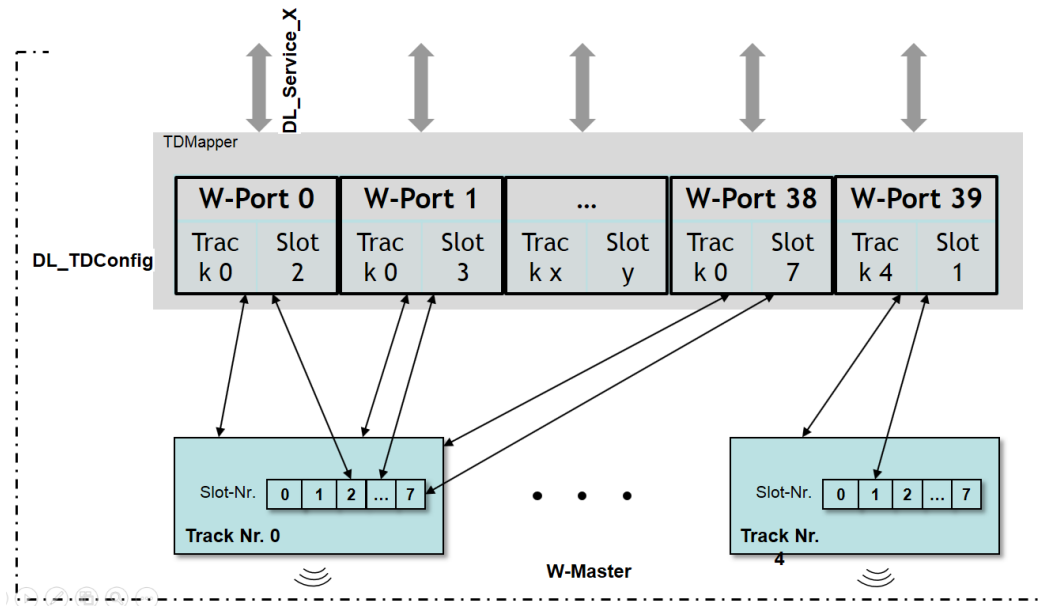 DL_Service_X
TDMapper
W-Port 0 W-Port 1 ... W-Port 38 W-Port 39
Trac Slot Trac Slot Trac Slot Trac Slot Trac Slot
k 0 2 k 0 3 k x y k 0 7 k 4 1
DL_TDConfig
Slot-Nr. 0 1 2 ... 7 Slot-Nr. 0 1 2 ... 7
Track Nr. 0 Track Nr.
4
W-Master